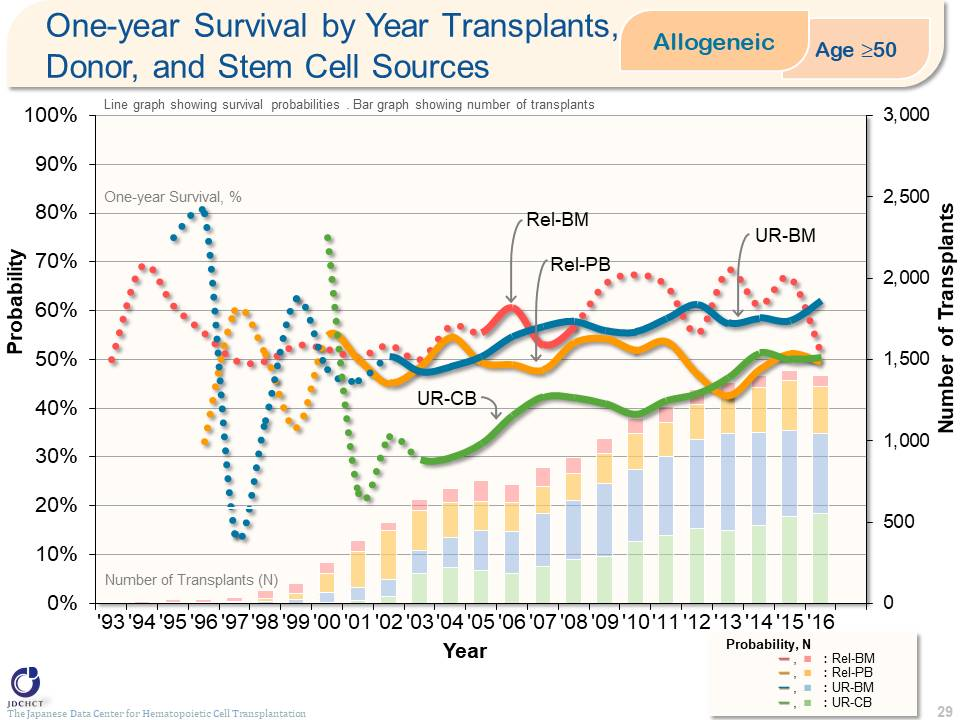 One-year Survival by Year Transplants,
Donor, and Stem Cell Sources
Allogeneic
Age ≥50
Line graph showing survival probabilities . Bar graph showing number of transplants
100%
90%
80%
70%
60%
50%
40%
30%
20%
10%
0%
Probability
One-year Survival, %
Rel-BM
Rel-PB
UR-BM
UR-CB
Number of Transplants (N)
3,000
2,500
2,000
1,500
1,000
500
0
Number of Transplants
'93 '94 '95 '96 '97 '98 '99 '00 '01 '02 '03 '04 '05 '06 '07 '08 '09 '10 '11 '12 '13 '14 '15 '16
Year
Probability, N
, : Rel-BM
, : Rel-PB
, : UR-BM
, : UR-CB
JDCHCT
The Japanese Data Center for Hematopoietic Cell Transplantation
29